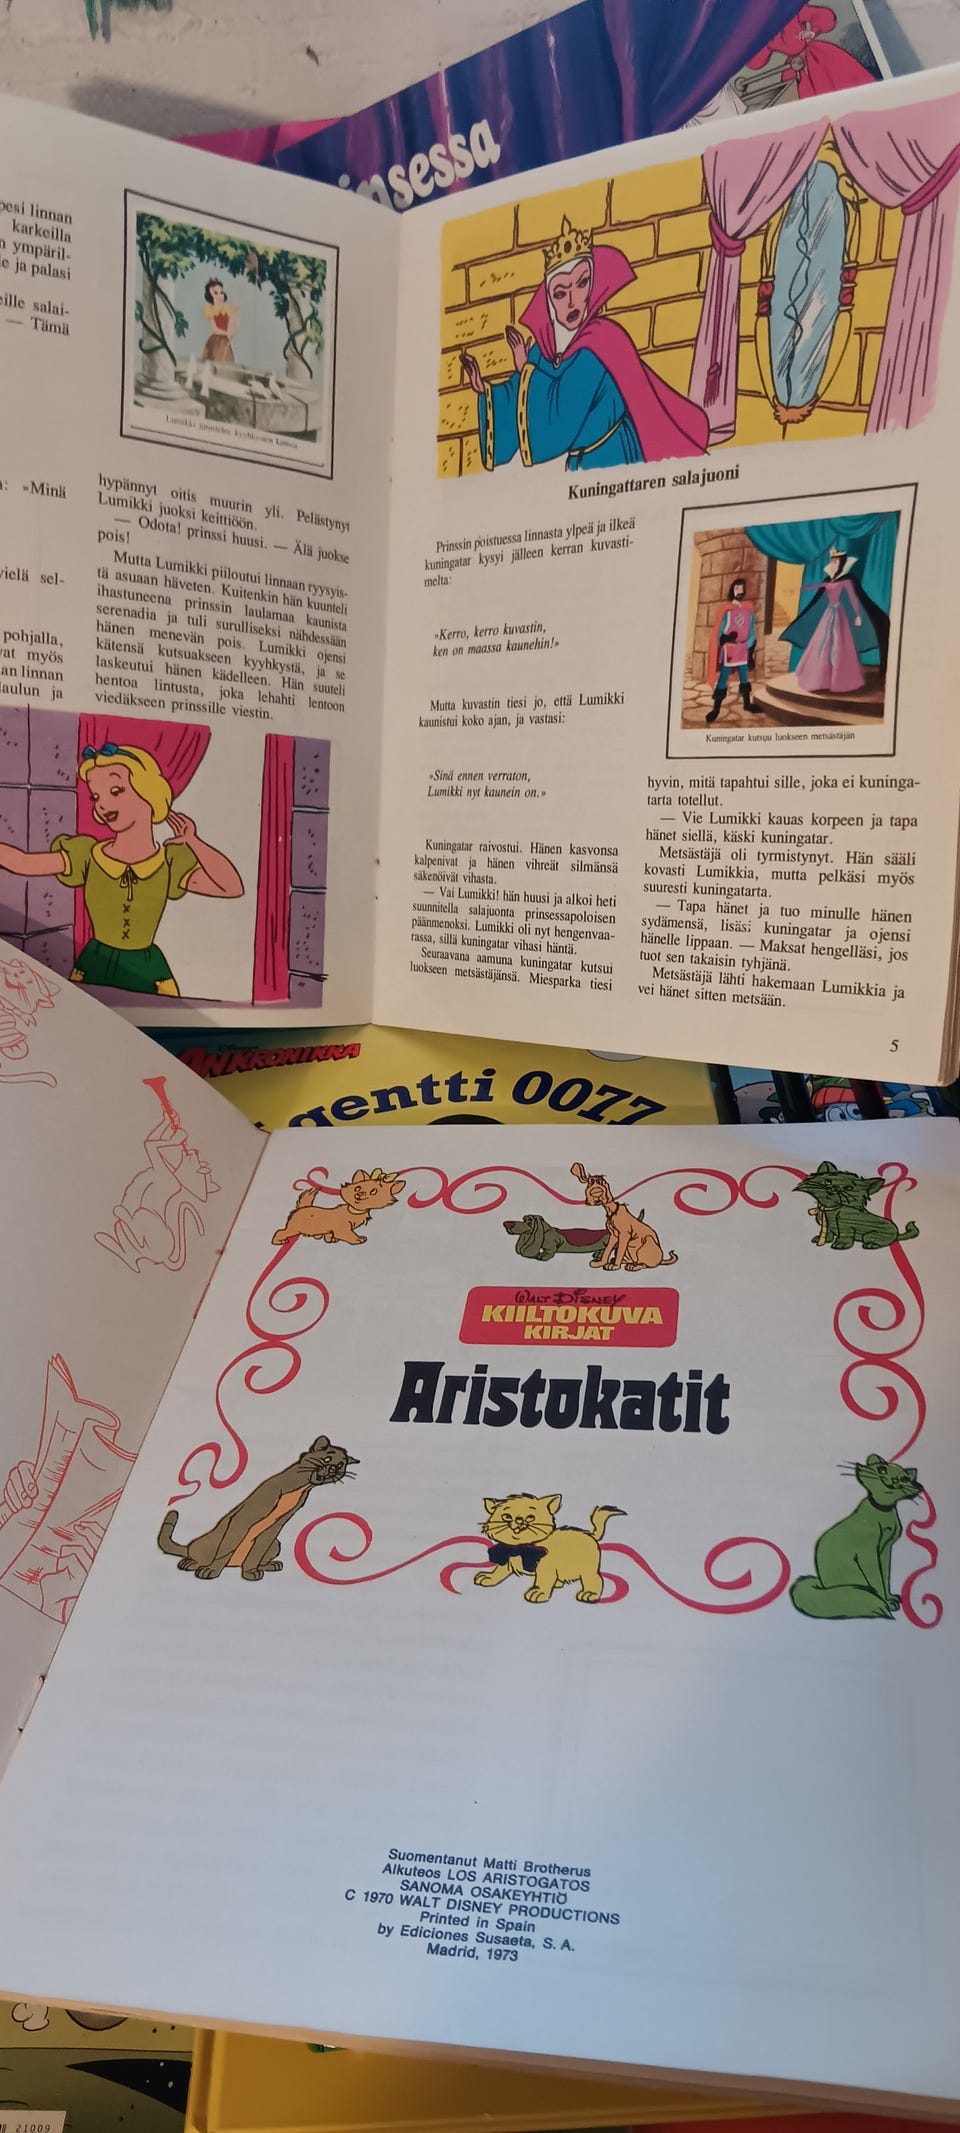 nsessa
pesi linnan
karkeilla
n ympäril-
e ja palasi
eille salai-
— Tämä
a: »Minä
vielä sel-
pohjalla,
vat myös
an linnan
laulun ja
Lumikki jutustelee kyyhkysten kanssa
hypännyt oitis muurin yli. Pelästynyt
Lumikki juoksi keittiöön.
— Odota! prinssi huusi. — Älä juokse
pois!
Mutta Lumikki piiloutui linnaan ryysyis-
tä asuaan häveten. Kuitenkin hän kuunteli
ihastuneena prinssin laulamaa kaunista
serenadia ja tuli surulliseksi nähdessään
hänen menevän pois. Lumikki ojensi
kätensä kutsuakseen kyyhkystä, ja se
laskeutui hänen kädelleen. Hän suuteli
hentoa lintusta, joka lehahti lentoon
viedäkseen prinssille viestin.
Kuningattaren salajuoni
Prinssin poistuessa linnasta ylpeä ja ilkeä
kuningatar kysyi jälleen kerran kuvasti-
melta:
»Kerro, kerro kuvastin,
ken on maassa kaunehin!»
Mutta kuvastin tiesi jo, että Lumikki
kaunistui koko ajan, ja vastasi:
»Sinä ennen verraton,
Lumikki nyt kaunein on.»
Kuningatar raivostui. Hänen kasvonsa
kalpenivat ja hänen vihreät silmänsä
säkenöivät vihasta.
— Vai Lumikki! hän huusi ja alkoi heti
suunnitella salajuonta prinsessapoloisen
päänmenoksi. Lumikki oli nyt hengenvaa-
rassa, sillä kuningatar vihasi häntä.
Seuraavana aamuna kuningatar kutsui
luokseen metsästäjänsä. Miesparka tiesi
Kuningatar kutsuu luokseen metsästäjän
hyvin, mitä tapahtui sille, joka ei kuninga-
tarta totellut.
— Vie Lumikki kauas korpeen ja tapa
hänet siellä, käski kuningatar.
Metsästäjä oli tyrmistynyt. Hän sääli
kovasti Lumikkia, mutta pelkäsi myös
suuresti kuningatarta.
— Tapa hänet ja tuo minulle hänen
sydämensä, lisäsi kuningatar ja ojensi
hänelle lippaan. — Maksat hengelläsi, jos
tuot sen takaisin tyhjänä.
Metsästäjä lähti hakemaan Lumikkia ja
vei hänet sitten metsään.
5
ANKRONIKKA
gentti 0077
WALT DISNEY
KIILTOKUVA
KIRJAT
Aristokatit
Suomentanut Matti Brotherus
Alkuteos LOS ARISTOGATOS
SANOMA OSAKEYHTIÖ
C 1970 WALT DISNEY PRODUCTIONS
Printed in Spain
by Ediciones Susaeta, S. A.
Madrid, 1973
21009